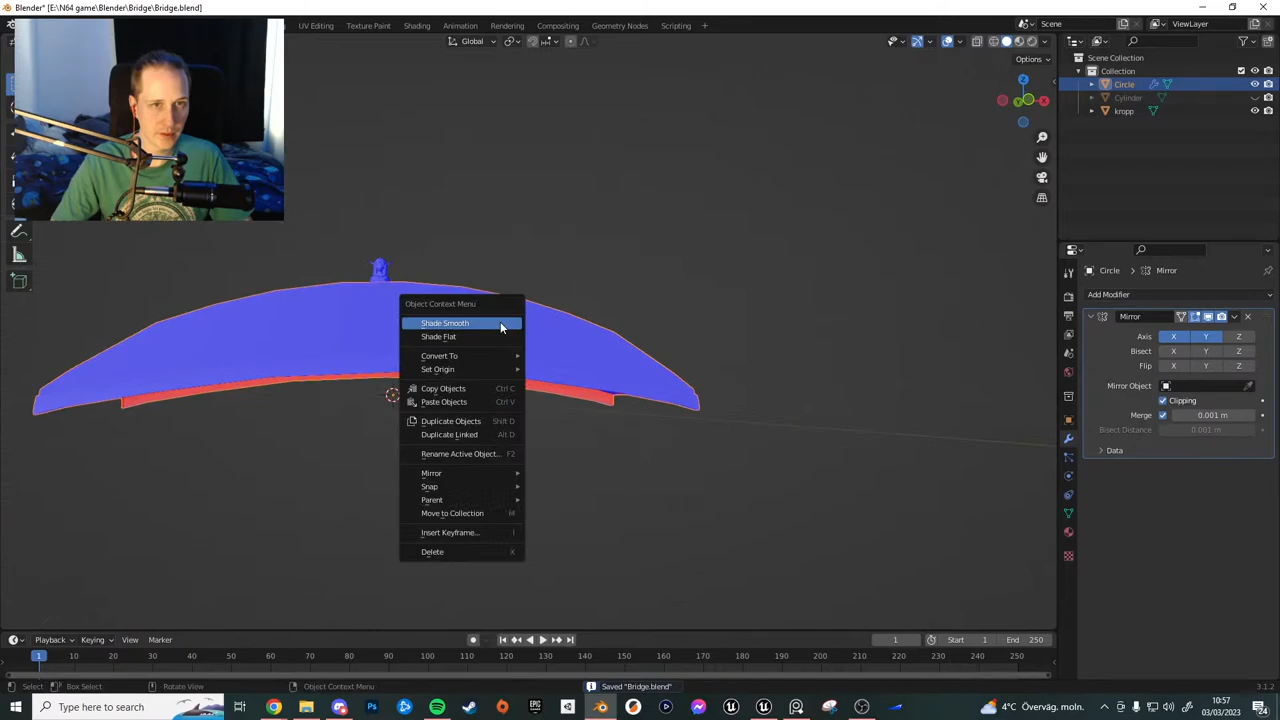 Blender* [E:\N64 game\Blender\Bridge\Bridge.blend]
UV Editing Texture Paint Shading Animation Rendering Compositing Geometry Nodes Scripting +
Scene ViewLayer
Global
Options
Scene Collection
Collection
Circle
Cylinder
kropp
Z
Y
X
Object Context Menu
Shade Smooth
Shade Flat
Convert To
Set Origin
Copy Objects Ctrl C
Paste Objects Ctrl V
Duplicate Objects Shift D
Duplicate Linked Alt D
Rename Active Object... F2
Mirror
Snap
Parent
Move to Collection M
Insert Keyframe... I
Delete X
Circle Mirror
Add Modifier
Mirror
Axis X Y Z
Bisect X Y Z
Flip X Y Z
Mirror Object
Clipping
Merge 0.001 m
Bisect Distance 0.001 m
Data
Playback Keying View Marker
1 Start 1 End 250
1 10 20 30 40 50 60 70 80 90 100 110 120 130 140 150 160 170 180 190 200 210 220 230 240 250
Select Box Select Rotate View Object Context Menu Saved "Bridge.blend" 3.1.2
Type here to search
4°C Överväg. moln.
10:57
03/03/2023